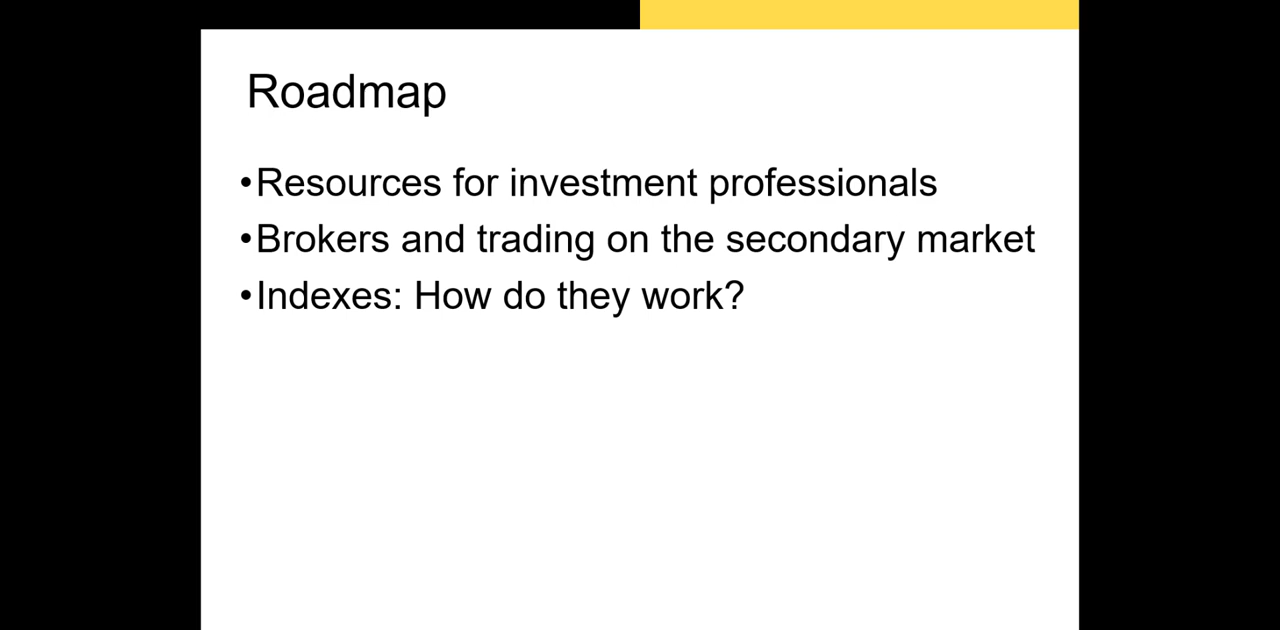 Roadmap
•Resources for investment professionals
•Brokers and trading on the secondary market
•Indexes: How do they work?